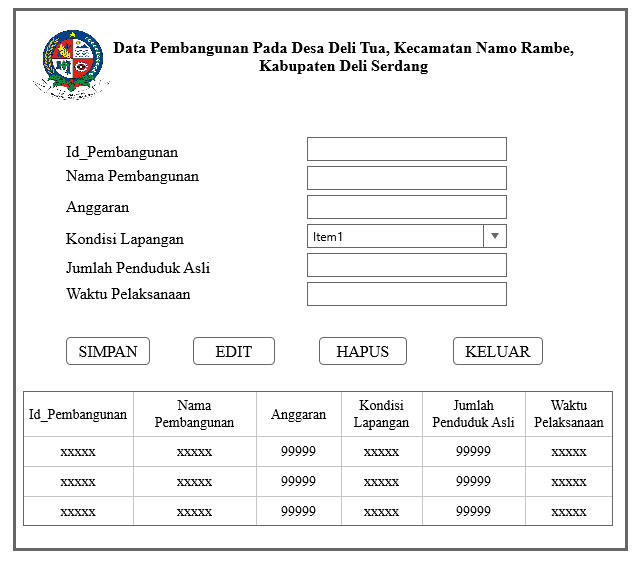 Data Pembangunan Pada Desa Deli Tua, Kecamatan Namo Rambe,
Kabupaten Deli Serdang
Id_Pembangunan
Nama Pembangunan
Anggaran
Kondisi Lapangan
Item1
Jumlah Penduduk Asli
Waktu Pelaksanaan
SIMPAN EDIT HAPUS KELUAR
Id_Pembangunan Nama Pembangunan Anggaran Kondisi Lapangan Jumlah Penduduk Asli Waktu Pelaksanaan
xxxxx xxxxx 99999 xxxxx 99999 xxxxx
xxxxx xxxxx 99999 xxxxx 99999 xxxxx
xxxxx xxxxx 99999 xxxxx 99999 xxxxx